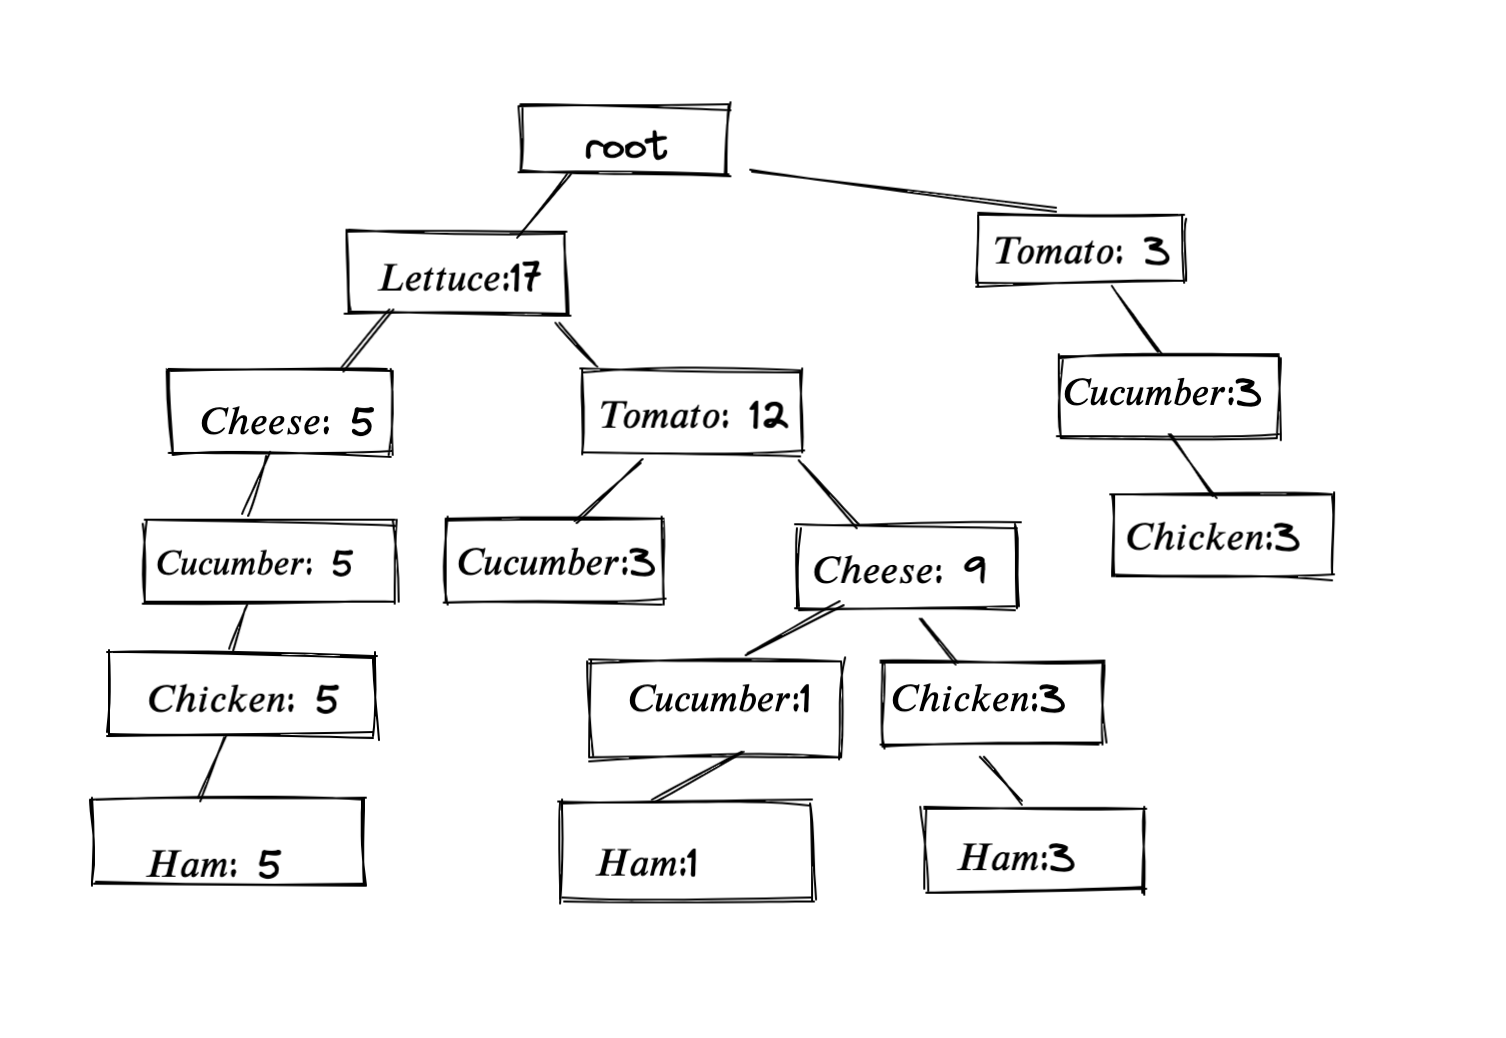 root
Lettuce:17
Tomato: 3
Cheese: 5
Tomato: 12
Cucumber:3
Cucumber: 5
Cucumber:3
Cheese: 9
Chicken:3
Chicken: 5
Cucumber:1
Chicken:3
Ham: 5
Ham:1
Ham:3